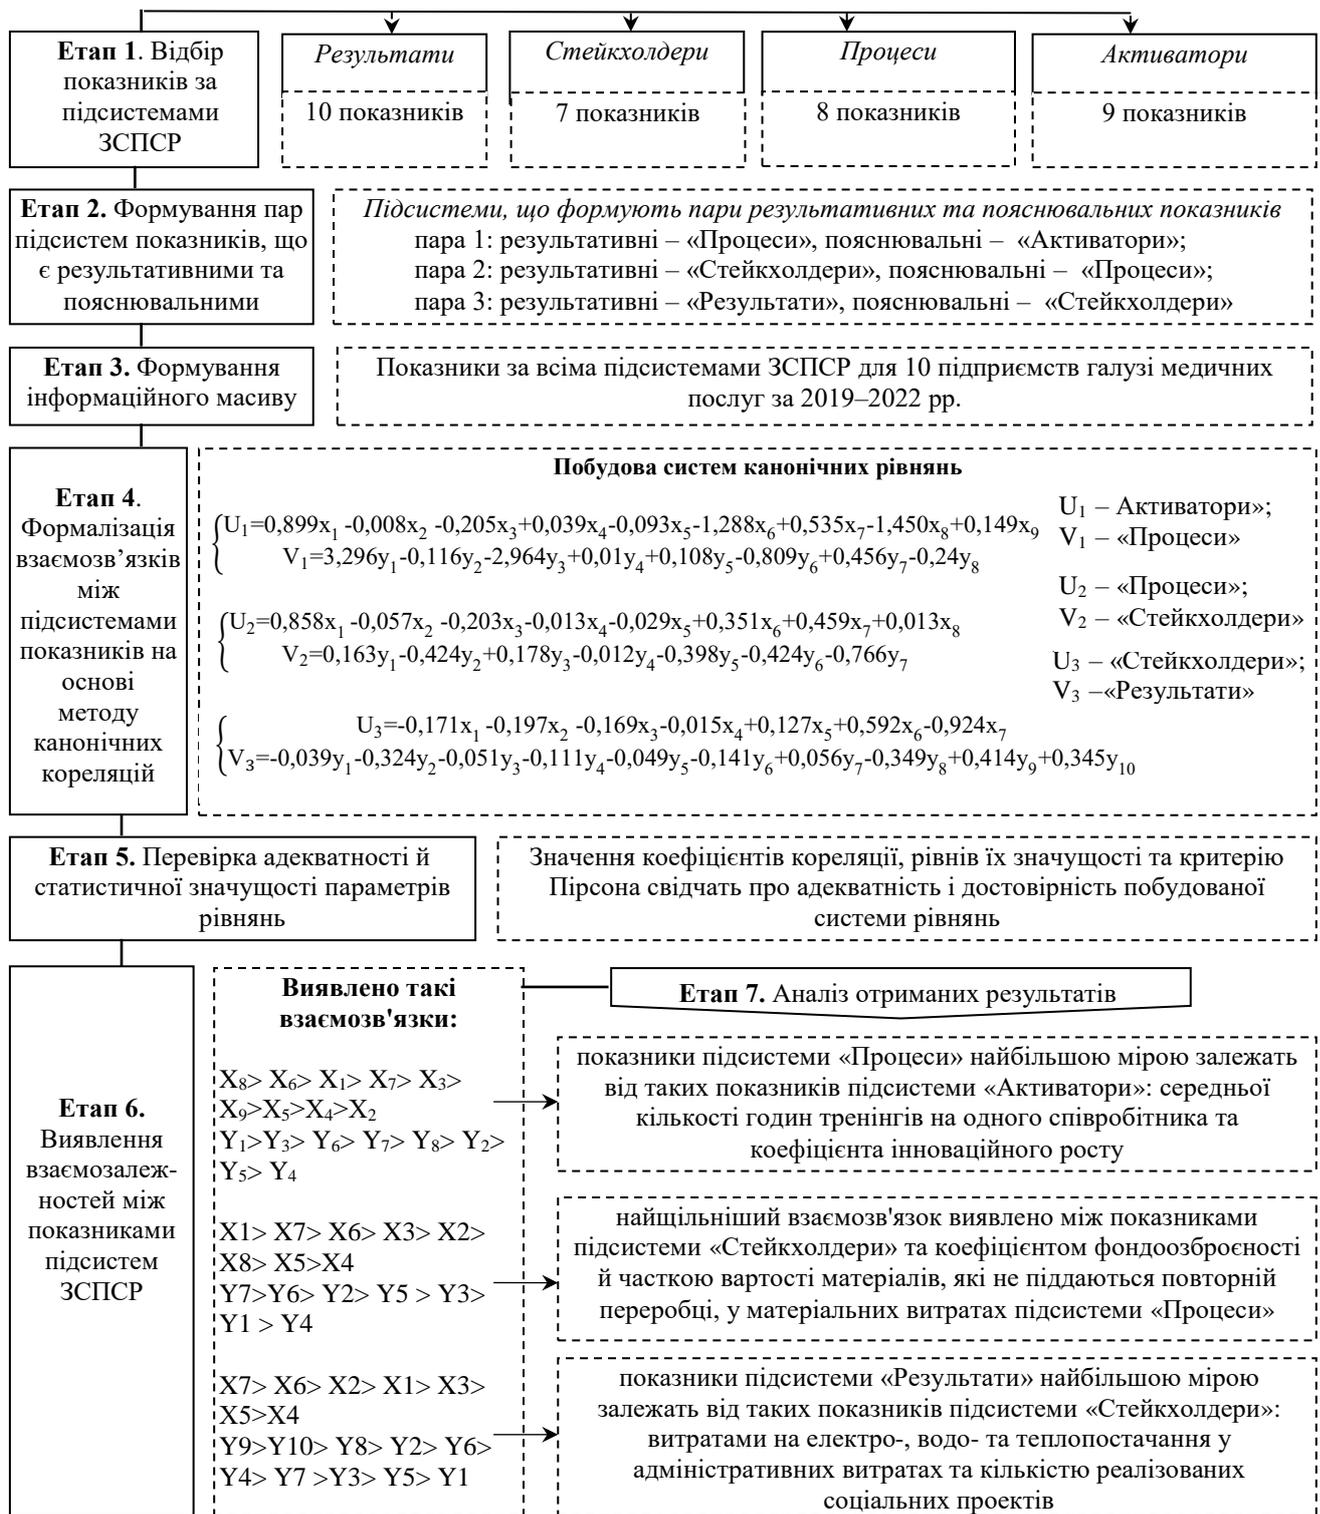 Етап 1. Відбір
показників за
підсистемами
ЗСПСР
Результати
10 показників
Стейкхолдери
7 показників
Процеси
8 показників
Активатори
9 показників
Етап 2. Формування пар
підсистем показників, що
є результативними та
пояснювальними
Підсистеми, що формують пари результативних та пояснювальних показників
пара 1: результативні – «Процеси», пояснювальні – «Активатори»;
пара 2: результативні – «Стейкхолдери», пояснювальні – «Процеси»;
пара 3: результативні – «Результати», пояснювальні – «Стейкхолдери»
Етап 3. Формування
інформаційного масиву
Показники за всіма підсистемами ЗСПСР для 10 підприємств галузі медичних
послуг за 2019–2022 рр.
Етап 4.
Формалізація
взаємозв’язків
між
підсистемами
показників на
основі
методу
канонічних
кореляцій
Побудова систем канонічних рівнянь
U₁=0,899x₁ -0,008x₂ -0,205x₃+0,039x₄-0,093x₅-1,288x₆+0,535x₇-1,450x₈+0,149x₉
V₁=3,296y₁-0,116y₂-2,964y₃+0,01y₄+0,108y₅-0,809y₆+0,456y₇-0,24y₈
U₂=0,858x₁ -0,057x₂ -0,203x₃-0,013x₄-0,029x₅+0,351x₆+0,459x₇+0,013x₈
V₂=0,163y₁-0,424y₂+0,178y₃-0,012y₄-0,398y₅-0,424y₆-0,766y₇
U₃=-0,171x₁ -0,197x₂ -0,169x₃-0,015x₄+0,127x₅+0,592x₆-0,924x₇
V₃=-0,039y₁-0,324y₂-0,051y₃-0,111y₄-0,049y₅-0,141y₆+0,056y₇-0,349y₈+0,414y₉+0,345y₁₀
U₁ – Активатори»;
V₁ – «Процеси»
U₂ – «Процеси»;
V₂ – «Стейкхолдери»
U₃ – «Стейкхолдери»;
V₃ –«Результати»
Етап 5. Перевірка адекватності й
статистичної значущості параметрів
рівнянь
Значення коефіцієнтів кореляції, рівнів їх значущості та критерію
Пірсона свідчать про адекватність і достовірність побудованої
системи рівнянь
Етап 6.
Виявлення
взаємозалеж-
ностей між
показниками
підсистем
ЗСПСР
Виявлено такі
взаємозв'язки:
X₈> X₆> X₁> X₇> X₃>
X₉>X₅>X₄>X₂
Y₁>Y₃> Y₆> Y₇> Y₈> Y₂>
Y₅> Y₄
X1> X7> X6> X3> X2>
X8> X5>X4
Y7>Y6> Y2> Y5 > Y3>
Y1 > Y4
X7> X6> X2> X1> X3>
X5>X4
Y9>Y10> Y8> Y2> Y6>
Y4> Y7 >Y3> Y5> Y1
Етап 7. Аналіз отриманих результатів
показники підсистеми «Процеси» найбільшою мірою залежать
від таких показників підсистеми «Активатори»: середньої
кількості годин тренінгів на одного співробітника та
коефіцієнта інноваційного росту
найщільніший взаємозв'язок виявлено між показниками
підсистеми «Стейкхолдери» та коефіцієнтом фондоозброєності
й часткою вартості матеріалів, які не піддаються повторній
переробці, у матеріальних витратах підсистеми «Процеси»
показники підсистеми «Результати» найбільшою мірою
залежать від таких показників підсистеми «Стейкхолдери»:
витратами на електро-, водо- та теплопостачання у
адміністративних витратах та кількістю реалізованих
соціальних проектів